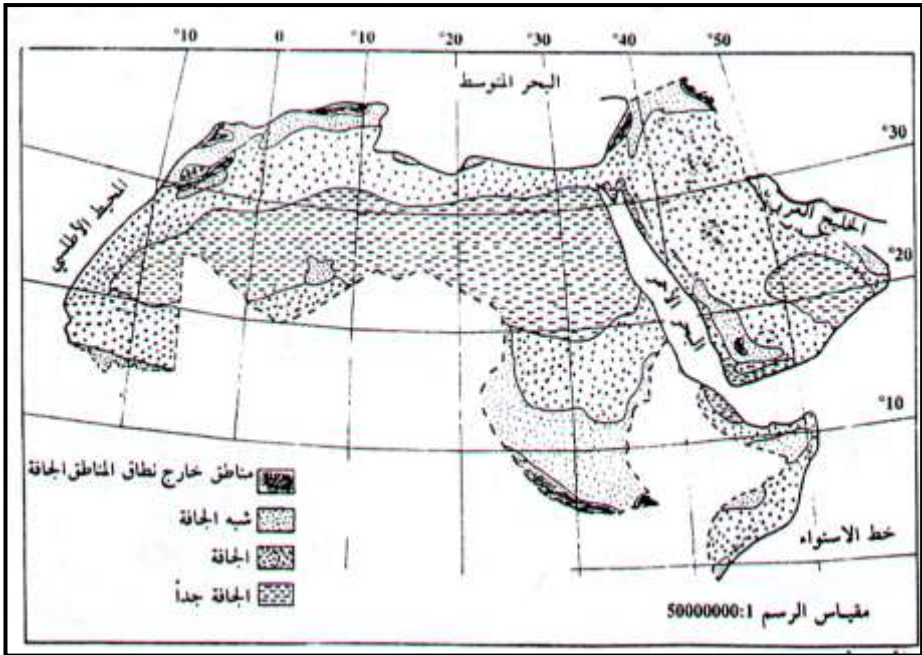 °10 0 °10 °20 °30 °40 °50
البحر المتوسط
°30
المحيط الأطلسي
الخليج العربي
°20
البحر الأحمر
°10
مناطق خارج نطاق المناطق الجافة
شبه الجافة
الجافة
الجافة جداً
خط الاستواء
مقياس الرسم 50000000:1